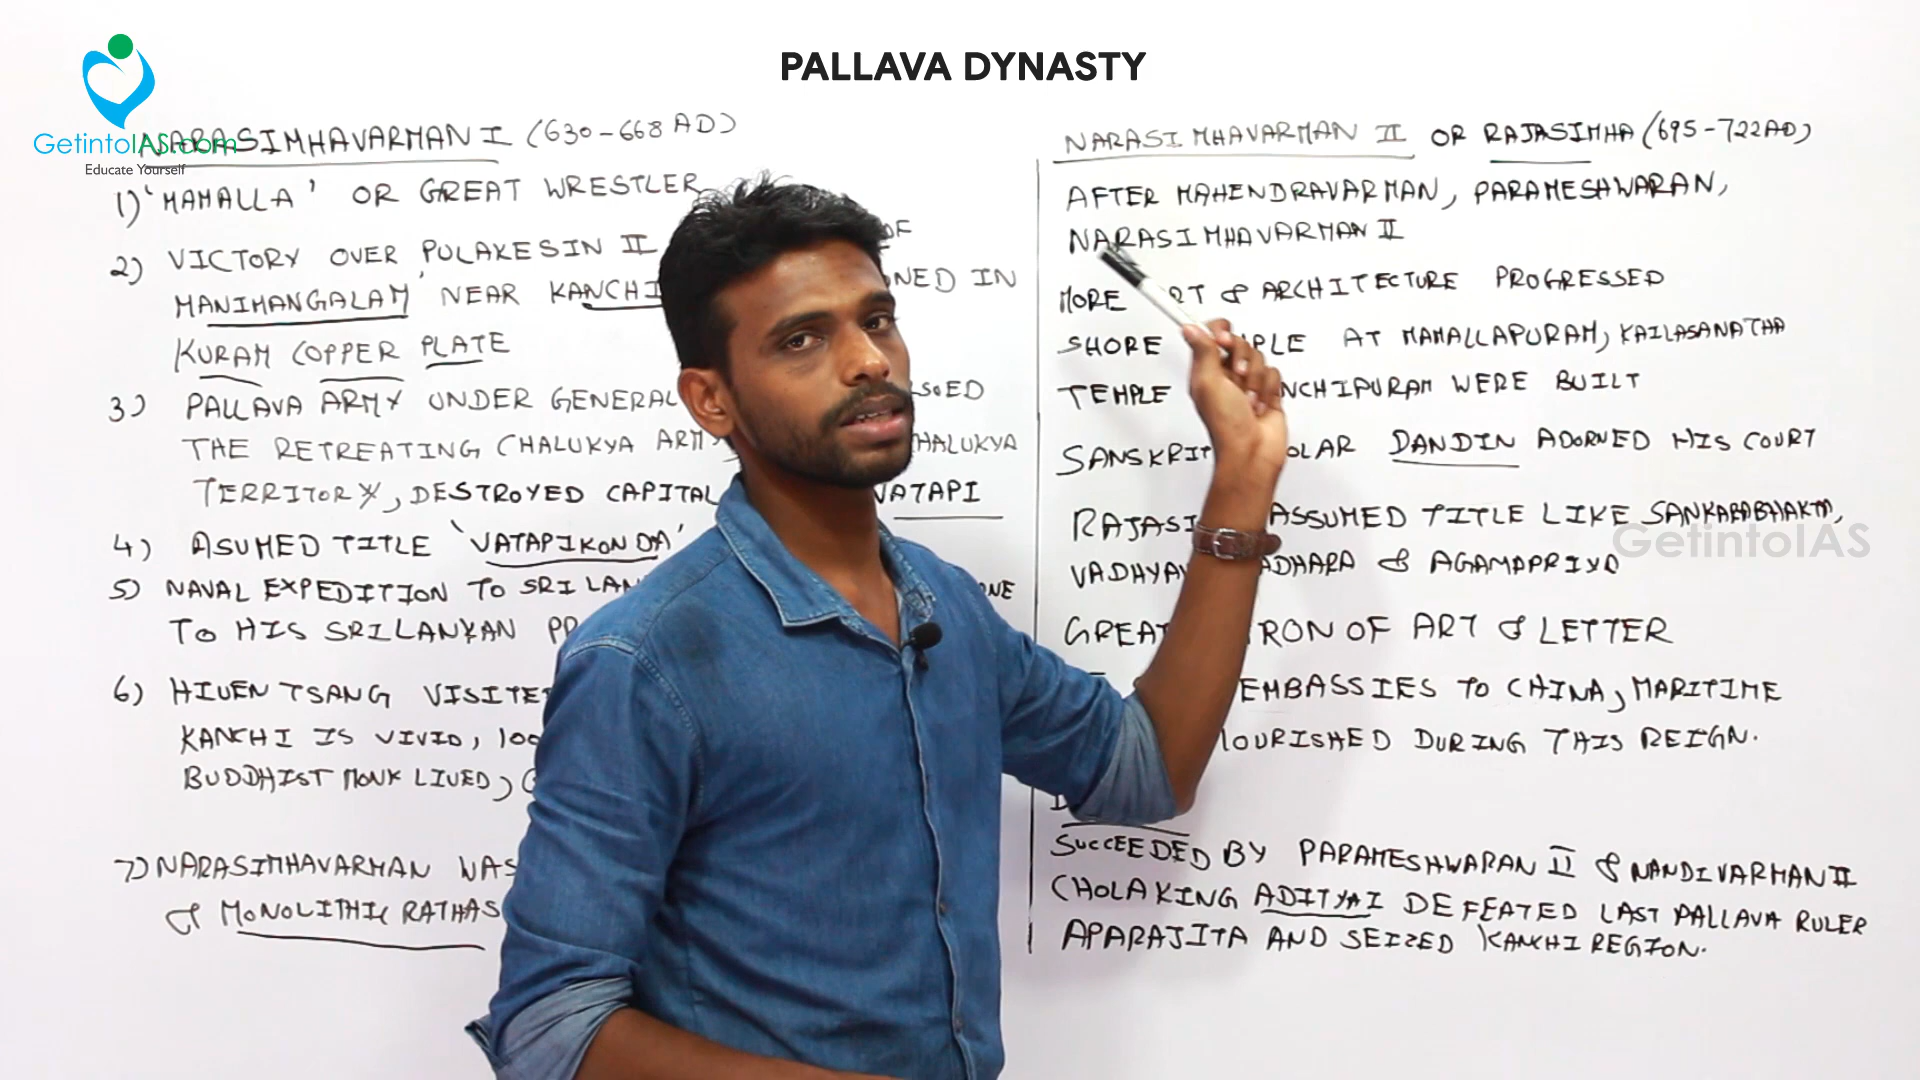 PALLAVA DYNASTY
GetintoIAS.com
Educate Yourself
NARASIMHAVARMAN I (630-668 AD)
1) 'MAMALLA' OR GREAT WRESTLER
2) VICTORY OVER PULAKESIN II OF
MANIMANGALAM' NEAR KANCHI IN
KURAM COPPER PLATE
3) PALLAVA ARMY UNDER GENERAL
THE RETREATING CHALUKYA ARMY CHALUKYA
TERRITORY, DESTROYED CAPITAL VATAPI
4) ASUMED TITLE 'VATAPIKONDA'
5) NAVAL EXPEDITION TO SRI
TO HIS SRILANKAN
6) HIUEN TSANG
KANCHI IS VIVID, 100
BUDDHIST MONK LIVED,
7) NARASIMHAVARMAN WAS
& MONOLITHIC RATHAS
NARASIMHAVARMAN II OR RAJASIMHA (695-722AD)
AFTER MAHENDRAVARMAN, PARAMESHWARAN,
NARASIMHAVARMAN II
MORE ART & ARCHITECTURE PROGRESSED
SHORE TEMPLE AT MAMALLAPURAM, KAILASANATHA
TEMPLE KANCHIPURAM WERE BUILT
SANSKRIT SCHOLAR DANDIN ADORNED HIS COURT
ASSUMED TITLE LIKE SANKARABHAKTA,
& AGAMAPRIYA
GREAT PATRON OF ART & LETTER
EMBASSIES TO CHINA, MARITIME
FLOURISHED DURING THIS REIGN.
SUCCEEDED BY PARAMESHWARAN II & NANDIVARMAN II
CHOLA KING ADITYA I DEFEATED LAST PALLAVA RULER
APARAJITA AND SEIZED KANCHI REGION.
GetintoIAS